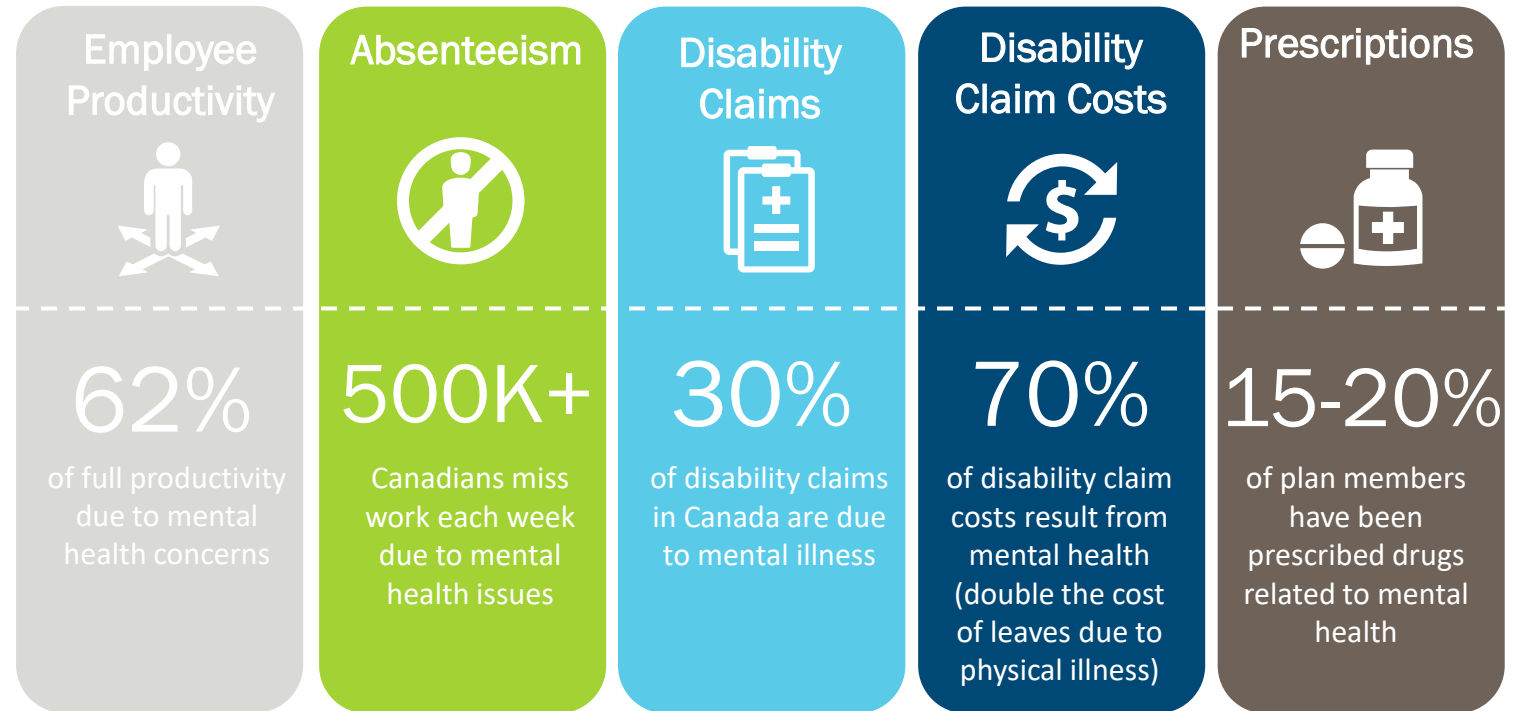 Employee
Productivity
62%
of full productivity
due to mental
health concerns
Absenteeism
500K+
Canadians miss
work each week
due to mental
health issues
Disability
Claims
30%
of disability claims
in Canada are due
to mental illness
Disability
Claim Costs
$
70%
of disability claim
costs result from
mental health
(double the cost
of leaves due to
physical illness)
Prescriptions
15-20%
of plan members
have been
prescribed drugs
related to mental
health